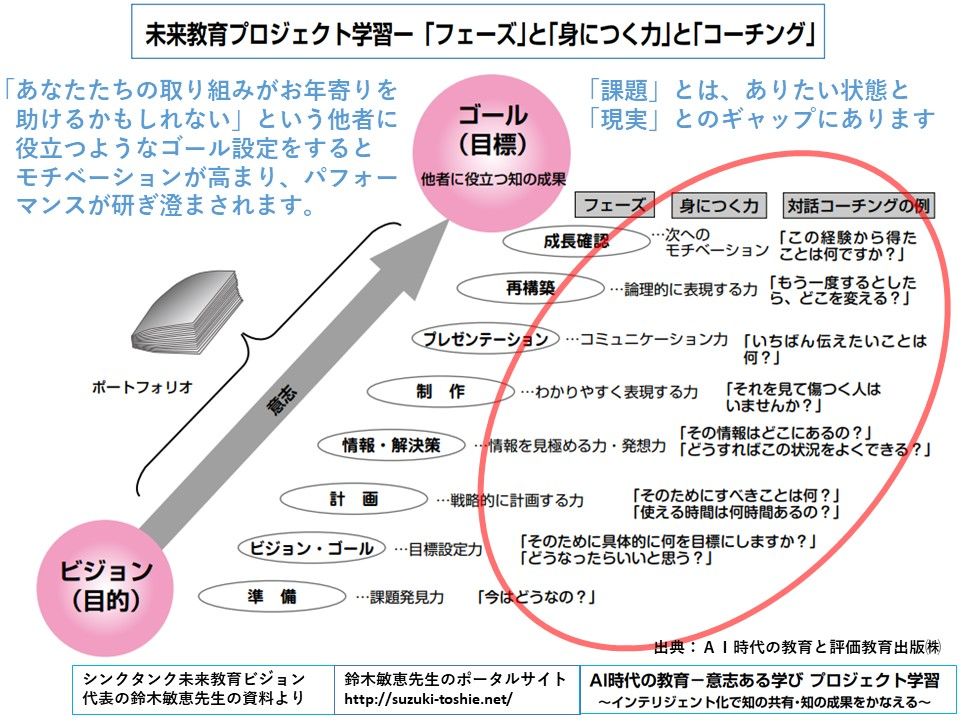 未来教育プロジェクト学習ー「フェーズ」と「身につく力」と「コーチング」
「あなたたちの取り組みがお年寄りを
助けるかもしれない」という他者に
役立つようなゴール設定をすると
モチベーションが高まり、パフォー
マンスが研ぎ澄まされます。
ゴール
（目標）
他者に役立つ知の成果
「課題」とは、ありたい状態と
「現実」とのギャップにあります
フェーズ 身につく力 対話コーチングの例
成長確認 …次への
モチベーション
「この経験から得た
ことは何ですか？」
再構築 …論理的に表現する力
「もう一度するとした
ら、どこを変える？」
プレゼンテーション …コミュニケーション力
「いちばん伝えたいことは
何？」
制　作 …わかりやすく表現する力
「それを見て傷つく人は
いませんか？」
情報・解決策 …情報を見極める力・発想力
「その情報はどこにあるの？」
「どうすればこの状況をよくできる？」
計　画 …戦略的に計画する力
「そのためにすべきことは何？」
「使える時間は何時間あるの？」
ビジョン・ゴール …目標設定力
「そのために具体的に何を目標にしますか？」
「どうなったらいいと思う？」
準　備 …課題発見力 「今はどうなの？」
ポートフォリオ
意志
ビジョン
（目的）
出典：ＡＩ時代の教育と評価教育出版㈱
シンクタンク未来教育ビジョン
代表の鈴木敏恵先生の資料より
鈴木敏恵先生のポータルサイト
http://suzuki-toshie.net/
AI時代の教育－意志ある学び プロジェクト学習
～インテリジェント化で知の共有・知の成果をかなえる～